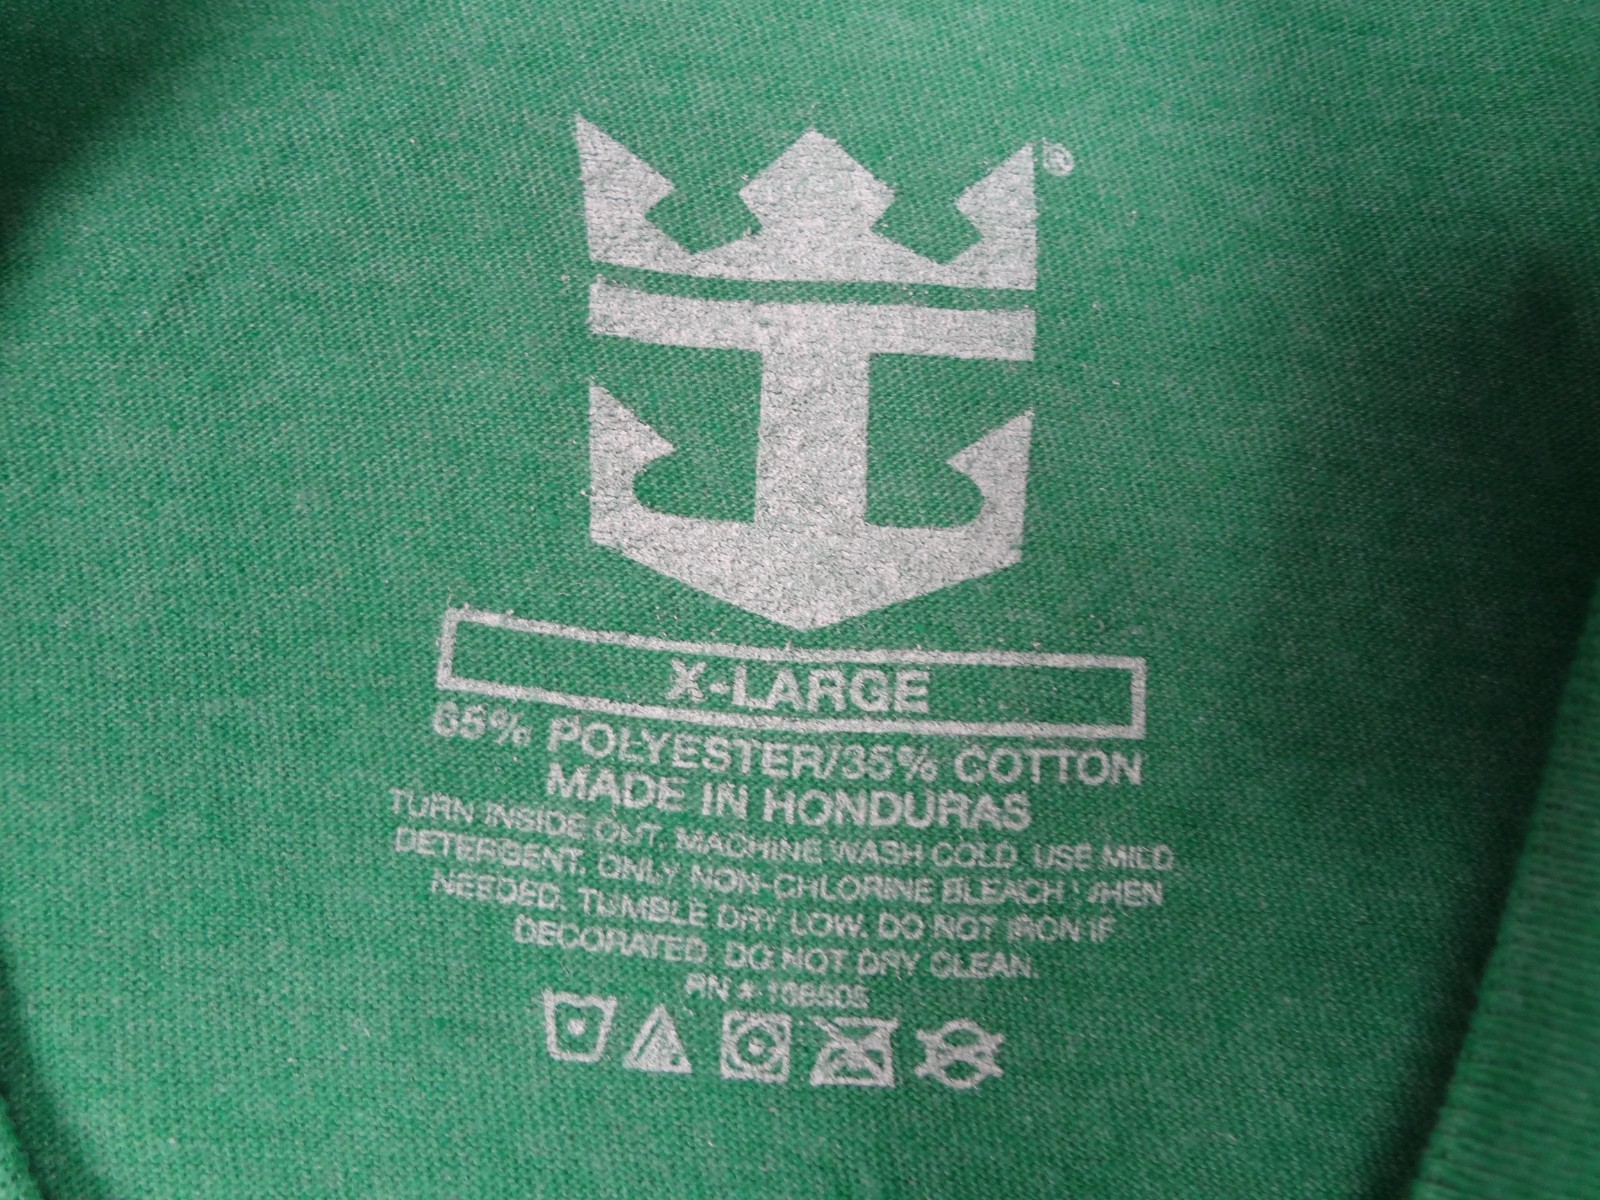 ®
X-LARGE
65% POLYESTER/35% COTTON
MADE IN HONDURAS
TURN INSIDE OUT. MACHINE WASH COLD. USE MILD
DETERGENT. ONLY NON-CHLORINE BLEACH WHEN
NEEDED. TUMBLE DRY LOW. DO NOT IRON IF
DECORATED. DO NOT DRY CLEAN.
RN #